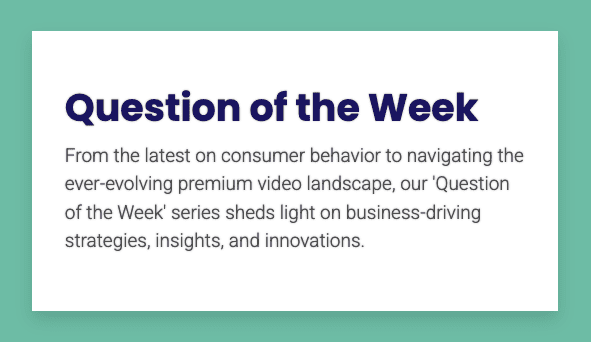 Question of the Week
From the latest on consumer behavior to navigating the
ever-evolving premium video landscape, our 'Question
of the Week' series sheds light on business-driving
strategies, insights, and innovations.